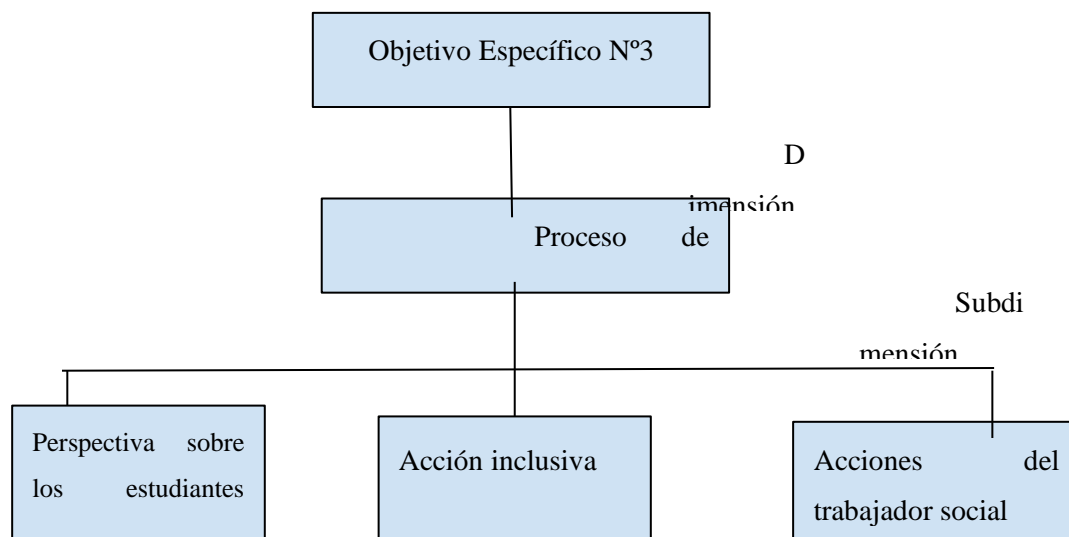 Objetivo Específico Nº3
D
imensión
Proceso de
Subdi
mensión
Perspectiva sobre
los estudiantes
Acción inclusiva
Acciones del
trabajador social